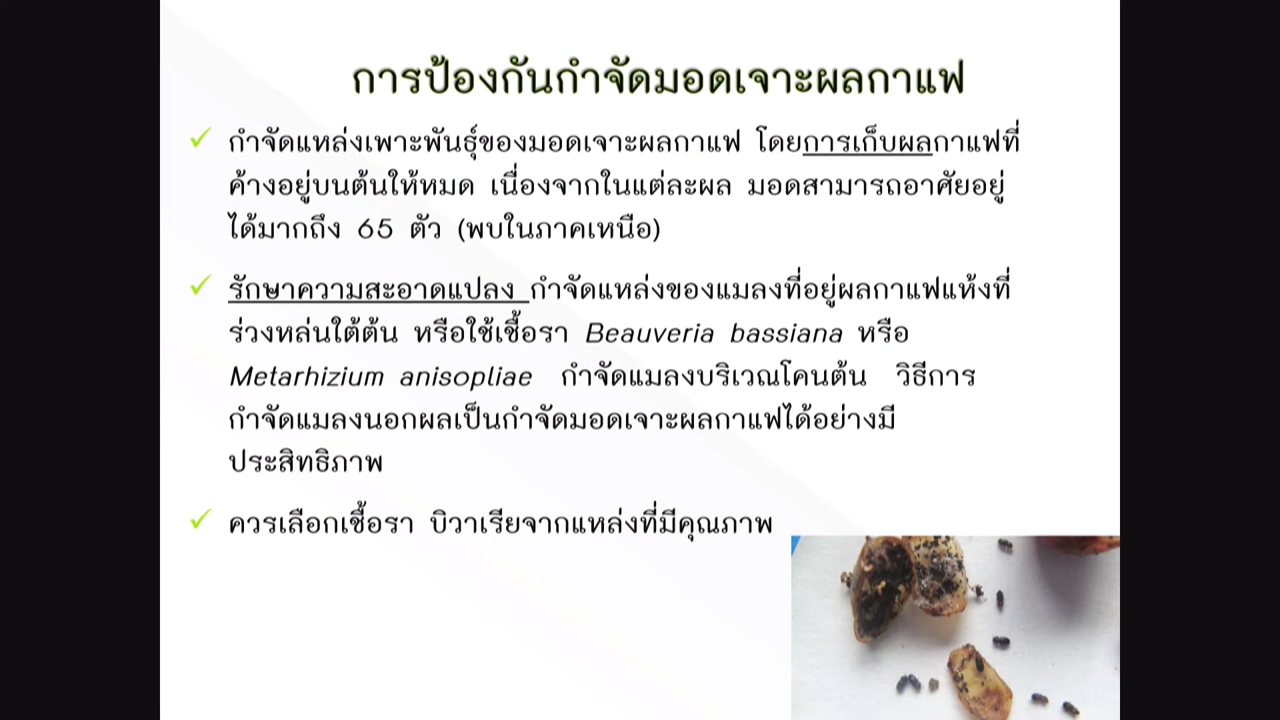 การป้องกันกำจัดมอดเจาะผลกาแฟ
✓ กำจัดแหล่งเพาะพันธุ์ของมอดเจาะผลกาแฟ โดยการเก็บผลกาแฟที่
ค้างอยู่บนต้นให้หมด เนื่องจากในแต่ละผล มอดสามารถอาศัยอยู่
ได้มากถึง 65 ตัว (พบในภาคเหนือ)
✓ รักษาความสะอาดแปลง กำจัดแหล่งของแมลงที่อยู่ผลกาแฟแห้งที่
ร่วงหล่นใต้ต้น หรือใช้เชื้อรา Beauveria bassiana หรือ
Metarhizium anisopliae กำจัดแมลงบริเวณโคนต้น วิธีการ
กำจัดแมลงนอกผลเป็นกำจัดมอดเจาะผลกาแฟได้อย่างมี
ประสิทธิภาพ
✓ ควรเลือกเชื้อรา บิวาเรียจากแหล่งที่มีคุณภาพ